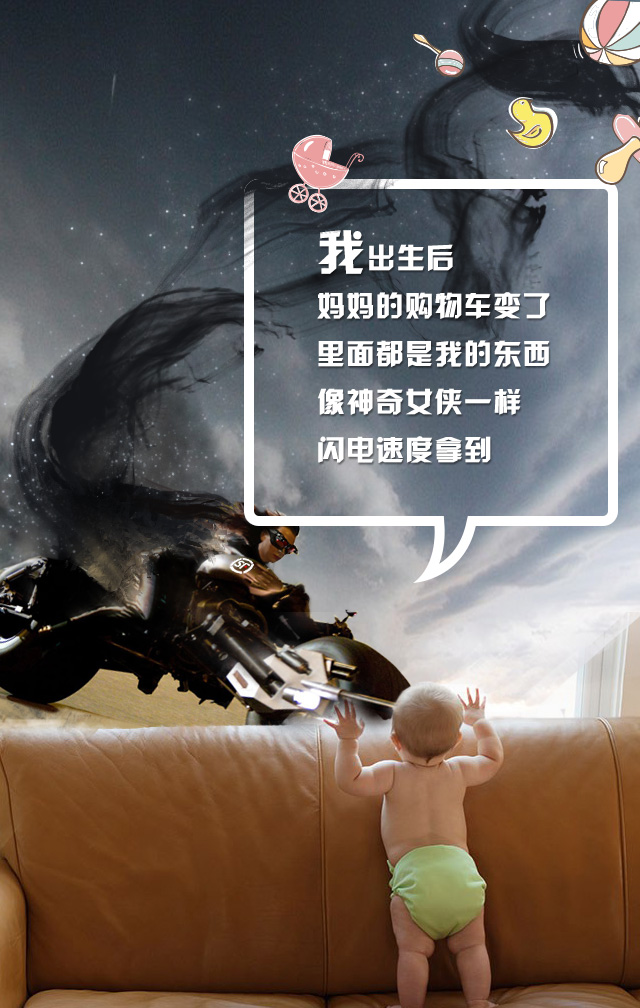 我出生后
妈妈的购物车变了
里面都是我的东西
像神奇女侠一样
闪电速度拿到